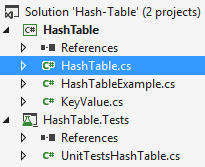 Solution 'Hash-Table' (2 projects)
C# HashTable
References
C# HashTable.cs
C# HashTableExample.cs
C# KeyValue.cs
HashTable.Tests
References
C# UnitTestsHashTable.cs